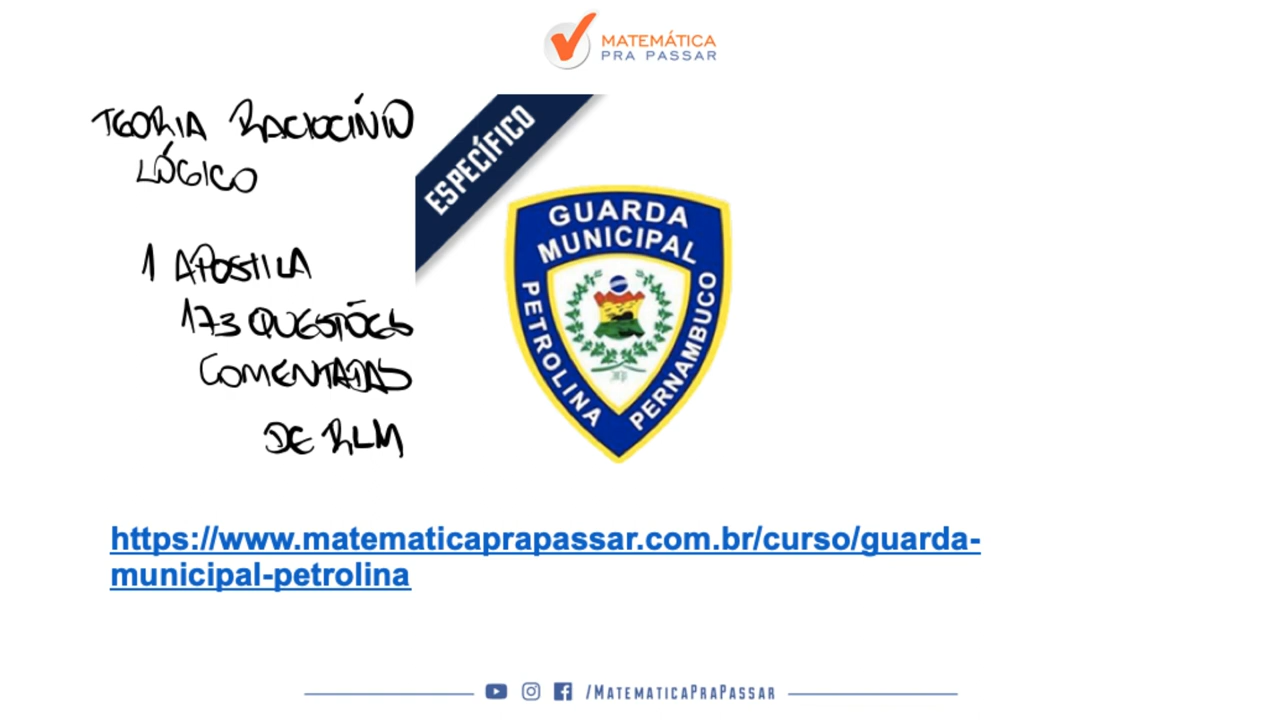 MATEMÁTICA
PRA PASSAR
TEORIA RACIOCÍNIO
LÓGICO
1 APOSTILA
173 QUESTÕES
COMENTADAS
DE RLM
ESPECÍFICO
GUARDA
MUNICIPAL
PETROLINA
PERNAMBUCO
https://www.matematicaprapassar.com.br/curso/guarda-
municipal-petrolina
/MATEMATICAPRAPASSAR